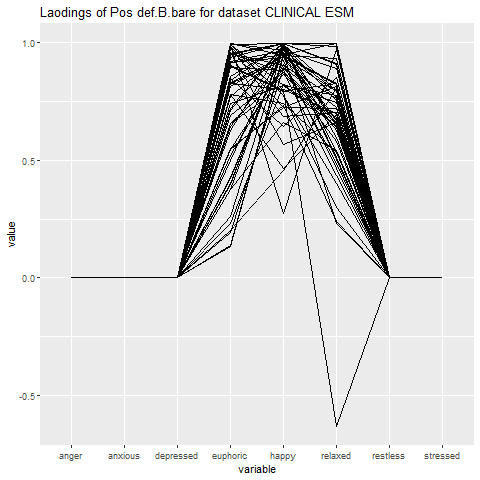 Laodings of Pos def.B.bare for dataset CLINICAL ESM
1.0
0.5
0.0
-0.5
value
anger anxious depressed euphoric happy relaxed restless stressed
variable